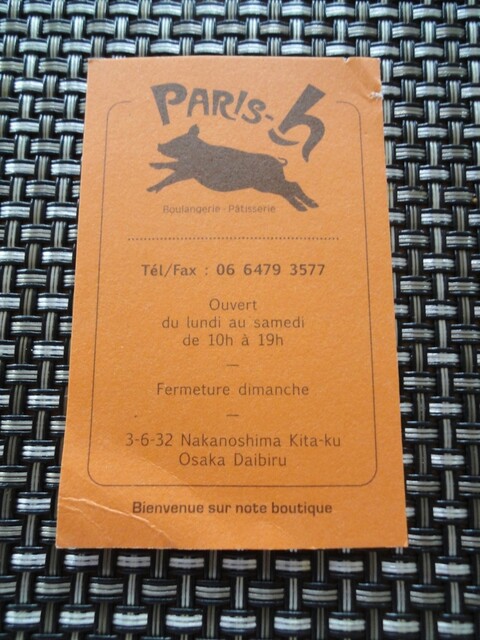 PARIS-h
Boulangerie - Pâtisserie
Tél/Fax : 06 6479 3577
Ouvert
du lundi au samedi
de 10h à 19h
Fermeture dimanche
3-6-32 Nakanoshima Kita-ku
Osaka Daibiru
Bienvenue sur note boutique